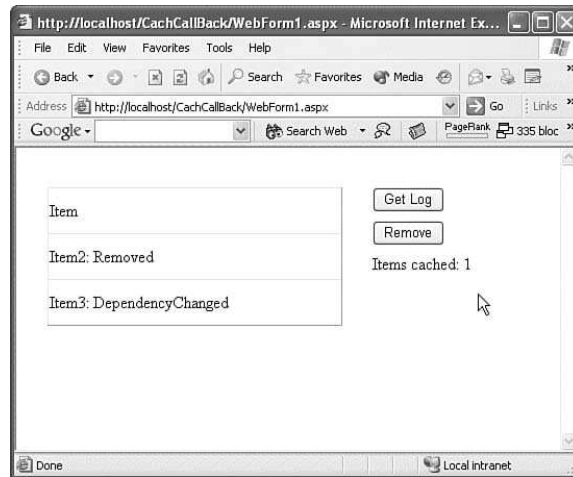 http://localhost/CachCallBack/WebForm1.aspx - Microsoft Internet Ex...
File Edit View Favorites Tools Help
Back Search Favorites Media
Address http://localhost/CachCallBack/WebForm1.aspx Go Links
Google Search Web PageRank 335 bloc
Item
Item2: Removed
Item3: DependencyChanged
Get Log
Remove
Items cached: 1
Done Local intranet